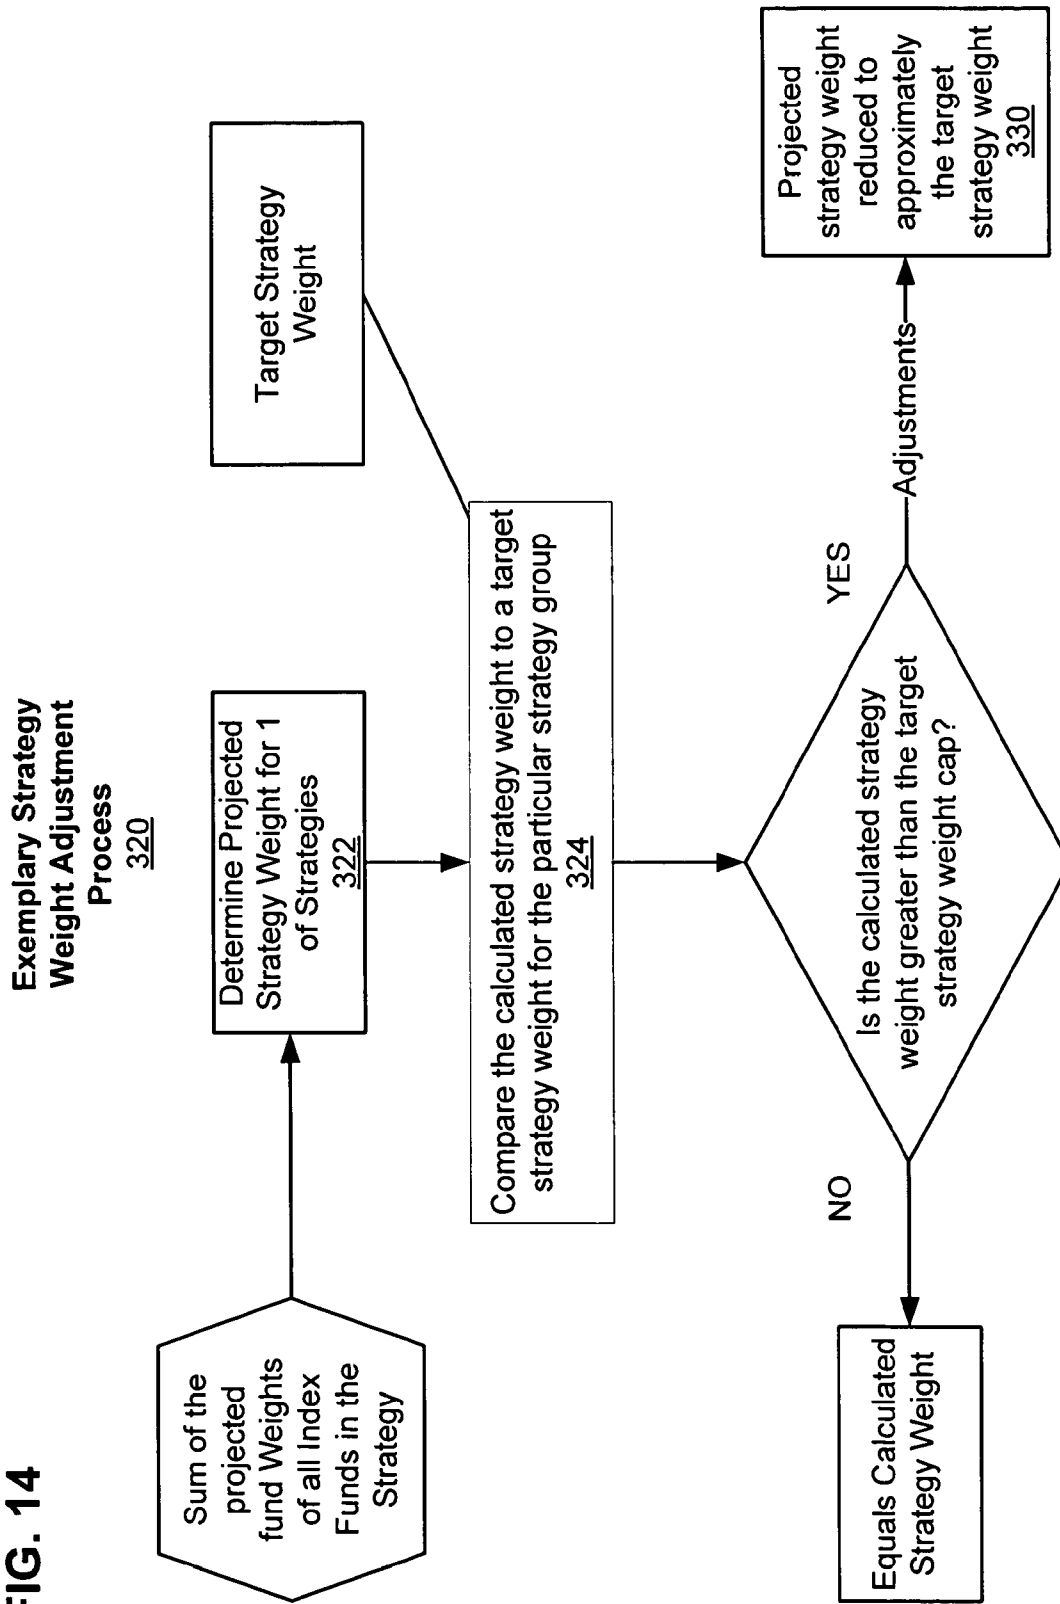 FIG. 14
Exemplary Strategy
Weight Adjustment
Process
320
Sum of the
projected
fund Weights
of all Index
Funds in the
Strategy
Determine Projected
Strategy Weight for 1
of Strategies
322
Target Strategy
Weight
Compare the calculated strategy weight to a target
strategy weight for the particular strategy group
324
Is the calculated strategy
weight greater than the target
strategy weight cap?
NO
YES
Adjustments
Equals Calculated
Strategy Weight
Projected
strategy weight
reduced to
approximately
the target
strategy weight
330